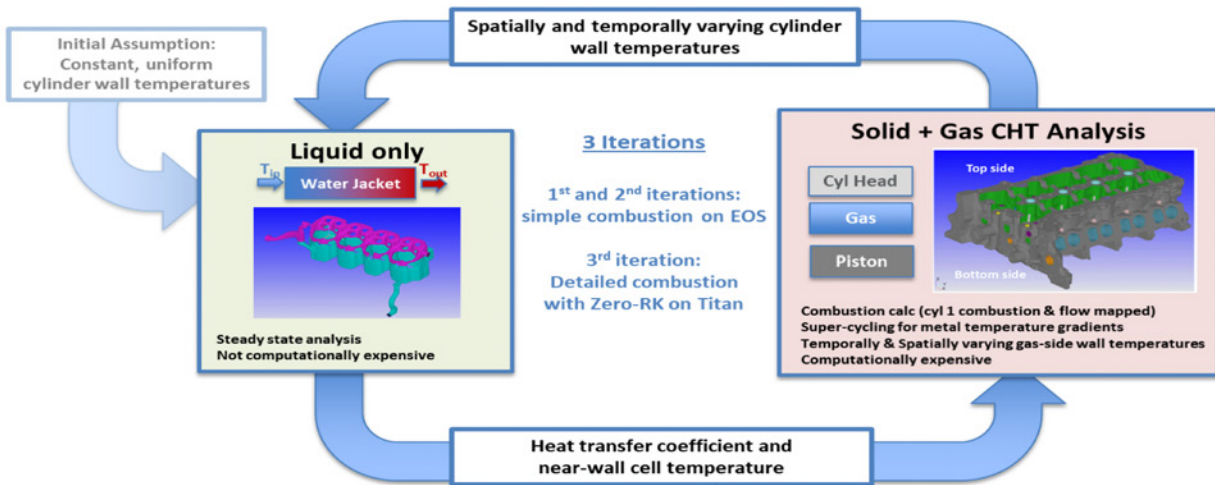 Spatially and temporally varying cylinder
wall temperatures
Initial Assumption:
Constant, uniform
cylinder wall temperatures
Liquid only
Tin
Water Jacket
Tout
Steady state analysis
Not computationally expensive
3 Iterations
1st and 2nd iterations:
simple combustion on EOS
3rd iteration:
Detailed combustion
with Zero-RK on Titan
Solid + Gas CHT Analysis
Cyl Head
Gas
Piston
Top side
Bottom side
Combustion calc (cyl 1 combustion & flow mapped)
Super-cycling for metal temperature gradients
Temporally & Spatially varying gas-side wall temperatures
Computationally expensive
Heat transfer coefficient and
near-wall cell temperature